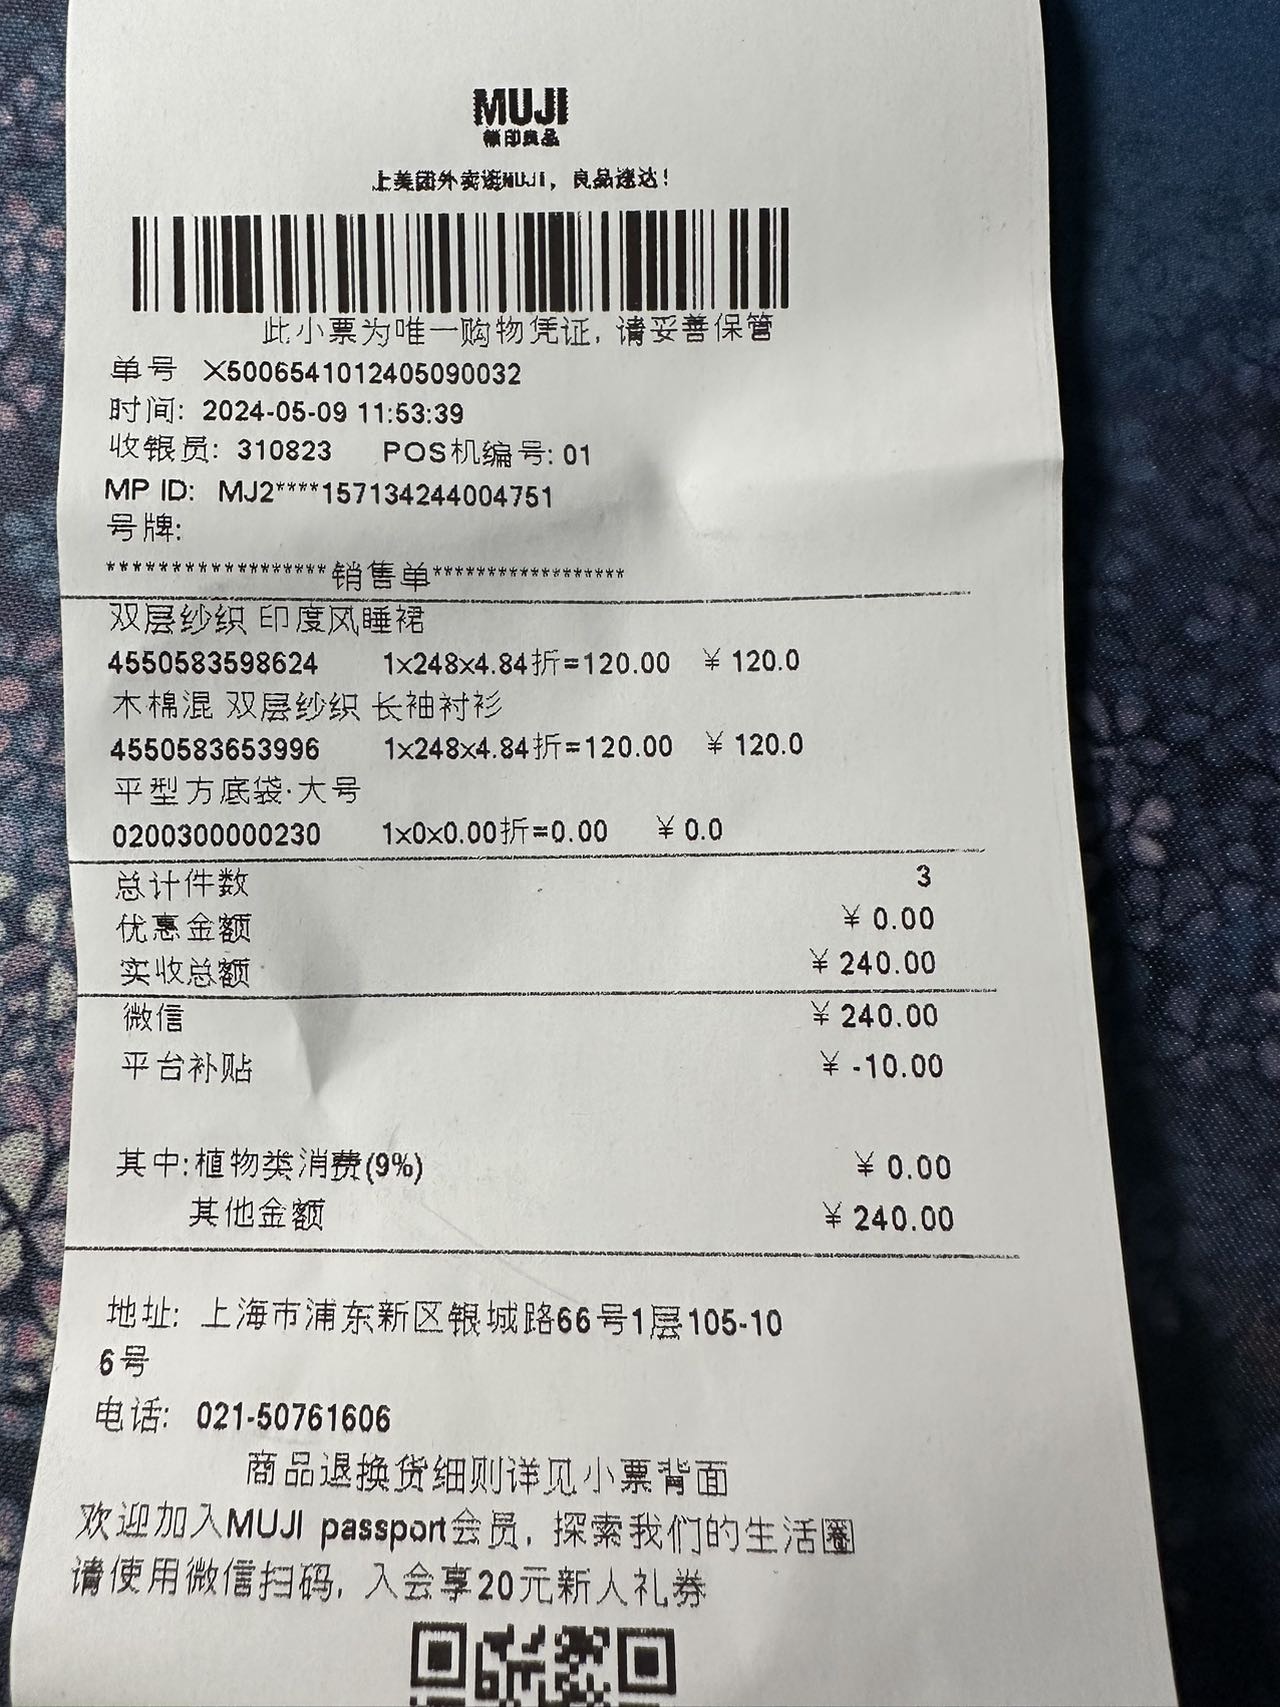 MUJI
無印良品
上美团外卖逛MUJI，良品速达！
此小票为唯一购物凭证，请妥善保管
单号 X5006541012405090032
时间: 2024-05-09 11:53:39
收银员: 310823 POS机编号: 01
MP ID: MJ2****157134244004751
号牌:
******************销售单****************
双层纱织 印度风睡裙
4550583598624 1x248x4.84折=120.00 ￥120.0
木棉混 双层纱织 长袖衬衫
4550583653996 1x248x4.84折=120.00 ￥120.0
平型方底袋·大号
0200300000230 1x0x0.00折=0.00 ￥0.0
总计件数 3
优惠金额 ￥0.00
实收总额 ￥240.00
微信 ￥240.00
平台补贴 ￥-10.00
其中:植物类消费(9%) ￥0.00
其他金额 ￥240.00
地址: 上海市浦东新区银城路66号1层105-10
6号
电话: 021-50761606
商品退换货细则详见小票背面
欢迎加入MUJI passport会员，探索我们的生活圈
请使用微信扫码，入会享20元新人礼券